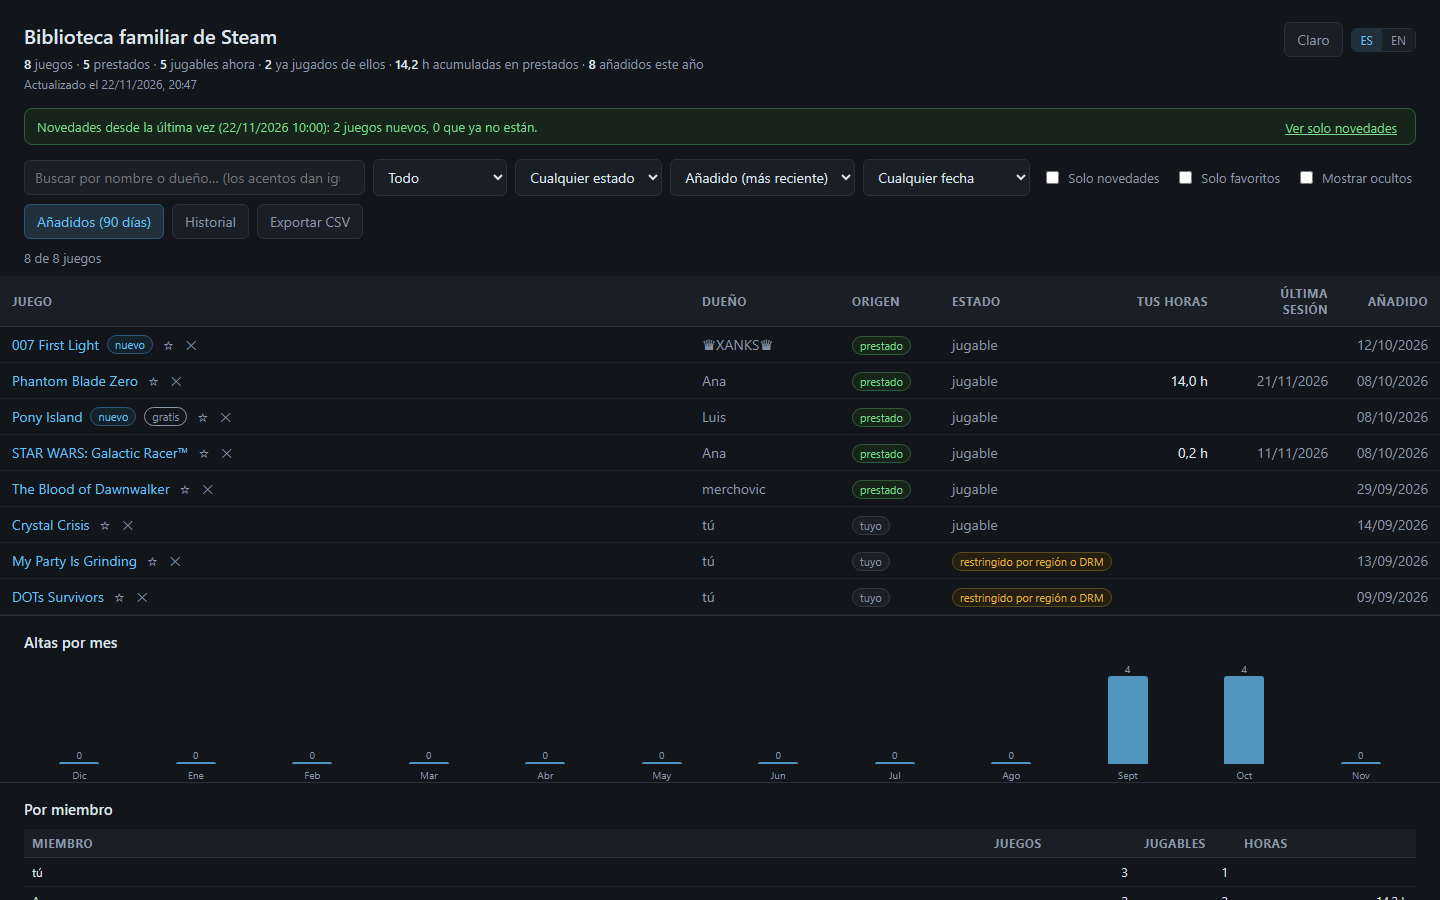 Biblioteca familiar de Steam
Claro
ES EN
8 juegos · 5 prestados · 5 jugables ahora · 2 ya jugados de ellos · 14,2 h acumuladas en prestados · 8 añadidos este año
Actualizado el 22/11/2026, 20:47
Novedades desde la última vez (22/11/2026 10:00): 2 juegos nuevos, 0 que ya no están.
Ver solo novedades
Buscar por nombre o dueño... (los acentos dan igu
Todo
Cualquier estado
Añadido (más reciente)
Cualquier fecha
Solo novedades
Solo favoritos
Mostrar ocultos
Añadidos (90 días)
Historial
Exportar CSV
8 de 8 juegos
JUEGO DUEÑO ORIGEN ESTADO TUS HORAS ÚLTIMA SESIÓN AÑADIDO
007 First Light nuevo ☆ ✕ ♛XANKS♛ prestado jugable 12/10/2026
Phantom Blade Zero ☆ ✕ Ana prestado jugable 14,0 h 21/11/2026 08/10/2026
Pony Island nuevo gratis ☆ ✕ Luis prestado jugable 08/10/2026
STAR WARS: Galactic Racer™ ☆ ✕ Ana prestado jugable 0,2 h 11/11/2026 08/10/2026
The Blood of Dawnwalker ☆ ✕ merchovic prestado jugable 29/09/2026
Crystal Crisis ☆ ✕ tú tuyo jugable 14/09/2026
My Party Is Grinding ☆ ✕ tú tuyo restringido por región o DRM 13/09/2026
DOTs Survivors ☆ ✕ tú tuyo restringido por región o DRM 09/09/2026
Altas por mes
0 0 0 0 0 0 0 0 0 4 4 0
Dic Ene Feb Mar Abr May Jun Jul Ago Sept Oct Nov
Por miembro
MIEMBRO JUEGOS JUGABLES HORAS
tú 3 1